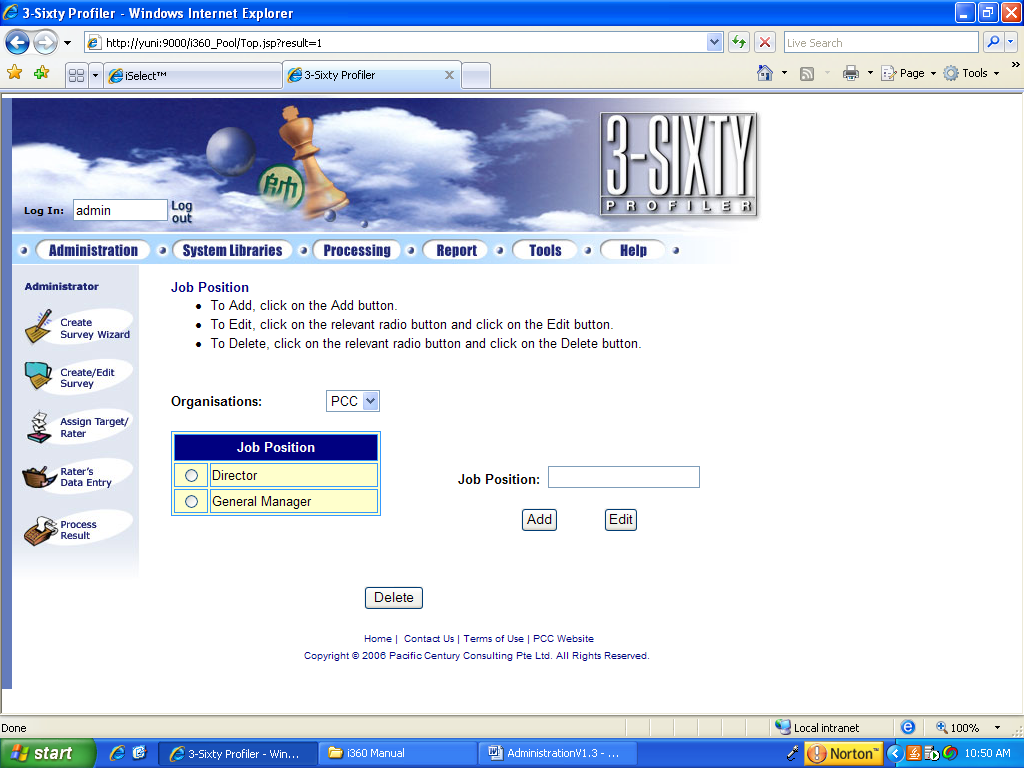 3-Sixty Profiler - Windows Internet Explorer
http://yuni:9000/i360_Pool/Top.jsp?result=1
Live Search
iSelect™
3-Sixty Profiler
Page
Tools
»
帥
3-SIXTY
PROFILER
Log In: admin
Log out
Administration
System Libraries
Processing
Report
Tools
Help
Administrator
Create
Survey Wizard
Create/Edit
Survey
Assign Target/
Rater
Rater's
Data Entry
Process
Result
Job Position
• To Add, click on the Add button.
• To Edit, click on the relevant radio button and click on the Edit button.
• To Delete, click on the relevant radio button and click on the Delete button.
Organisations: PCC
Job Position
Director
General Manager
Job Position:
Add Edit
Delete
Home | Contact Us | Terms of Use | PCC Website
Copyright © 2006 Pacific Century Consulting Pte Ltd. All Rights Reserved.
Done
Local intranet
100%
start
3-Sixty Profiler - Win...
i360 Manual
AdministrationV1.3 - ...
Norton™
10:50 AM